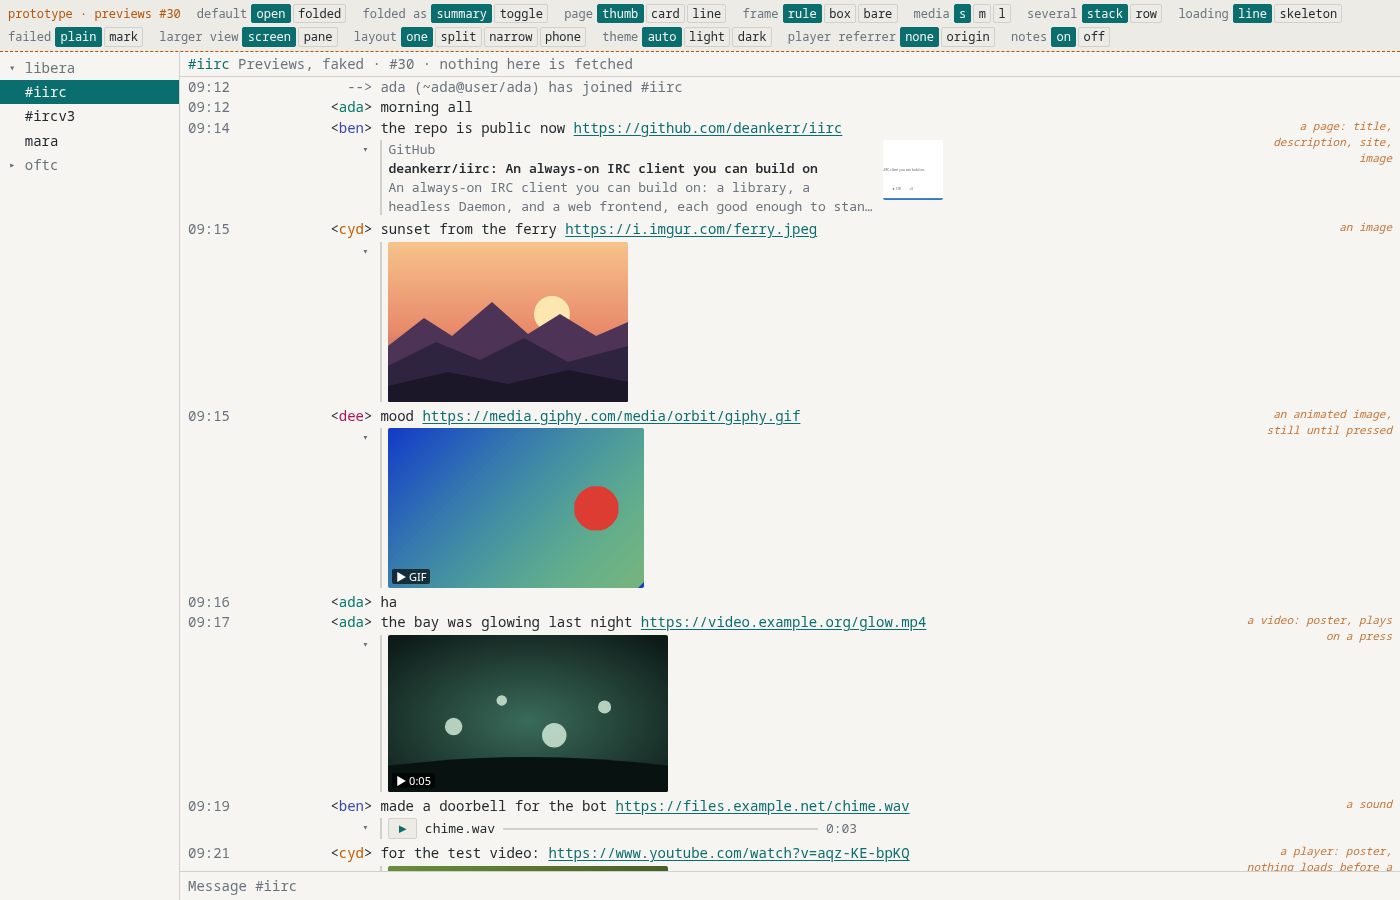 prototype · previews #30 default open folded folded as summary toggle page thumb card line frame rule box bare media s m l several stack row loading line skeleton
failed plain mark larger view screen pane layout one split narrow phone theme auto light dark player referrer none origin notes on off
▾ libera
#iirc
#ircv3
mara
▸ oftc
#iirc Previews, faked · #30 · nothing here is fetched
09:12 --> ada (~ada@user/ada) has joined #iirc
09:12 <ada> morning all
09:14 <ben> the repo is public now https://github.com/deankerr/iirc
a page: title,
description, site,
image
▾ GitHub
deankerr/iirc: An always-on IRC client you can build on
An always-on IRC client you can build on: a library, a
headless Daemon, and a web frontend, each good enough to stan…
09:15 <cyd> sunset from the ferry https://i.imgur.com/ferry.jpeg
an image
09:15 <dee> mood https://media.giphy.com/media/orbit/giphy.gif
an animated image,
still until pressed
▶ GIF
09:16 <ada> ha
09:17 <ada> the bay was glowing last night https://video.example.org/glow.mp4
a video: poster, plays
on a press
▶ 0:05
09:19 <ben> made a doorbell for the bot https://files.example.net/chime.wav
a sound
▶ chime.wav 0:03
09:21 <cyd> for the test video: https://www.youtube.com/watch?v=aqz-KE-bpKQ
a player: poster,
nothing loads before a
Message #iirc